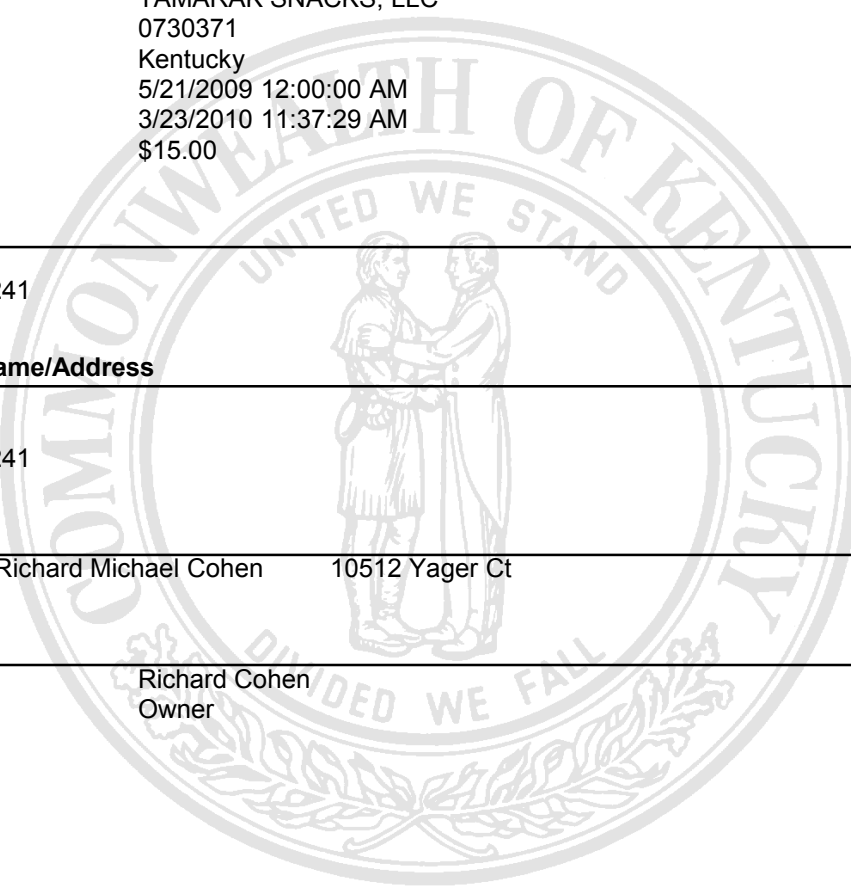 TAMARAK SNACKS, LLC
0730371
Kentucky
5/21/2009 12:00:00 AM
3/23/2010 11:37:29 AM
$15.00
COMMONWEALTH OF KENTUCKY
UNITED WE STAND
241
ame/Address
241
Richard Michael Cohen 10512 Yager Ct
DIVIDED WE FALL
Richard Cohen
Owner